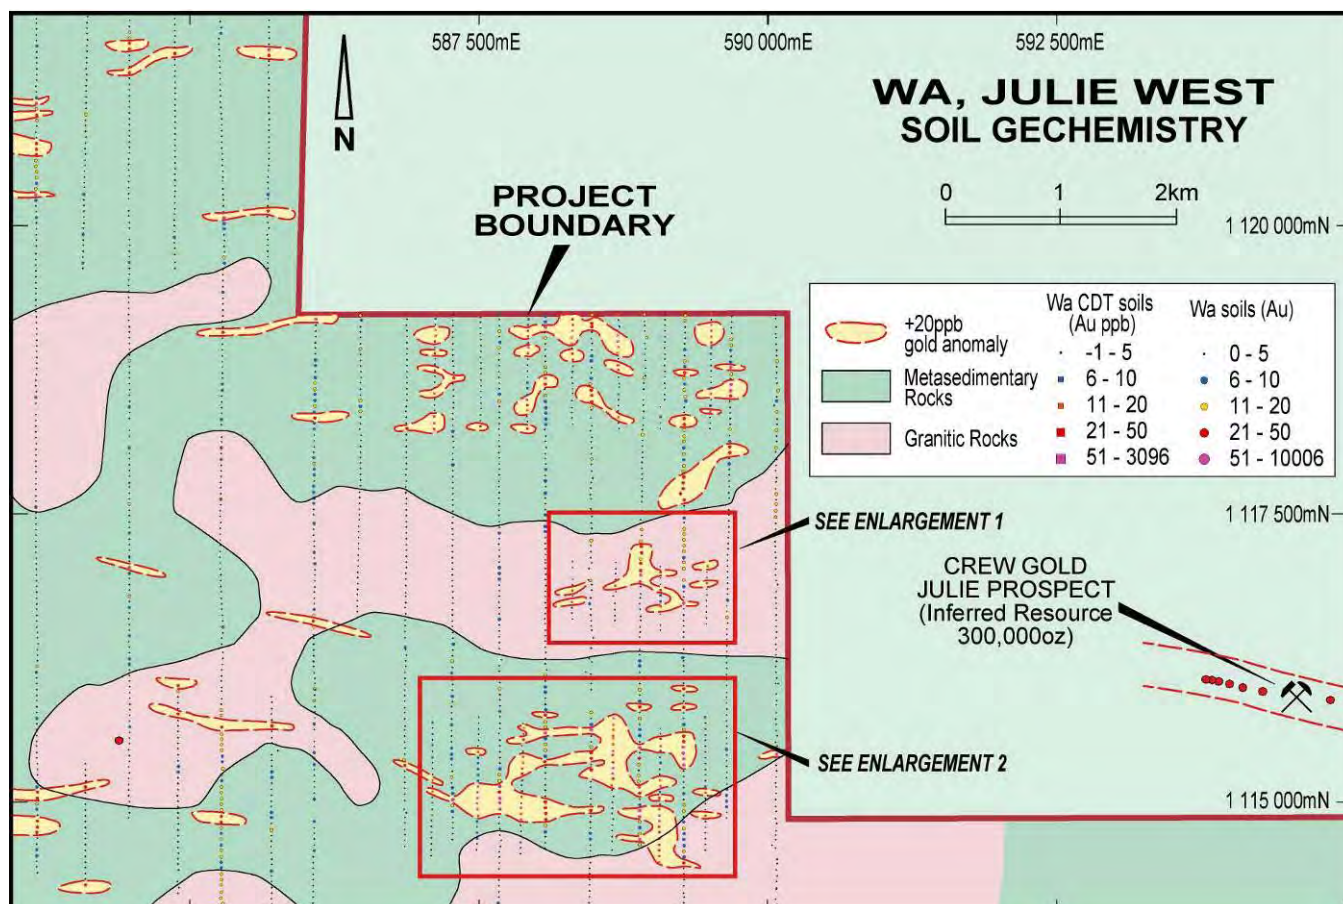 587 500mE
590 000mE
592 500mE
WA, JULIE WEST
SOIL GECHEMISTRY
N
0 1 2km
PROJECT
BOUNDARY
1 120 000mN
+20ppb
gold anomaly
Metasedimentary
Rocks
Granitic Rocks
Wa CDT soils
(Au ppb)
-1 - 5
6 - 10
11 - 20
21 - 50
51 - 3096
Wa soils (Au)
0 - 5
6 - 10
11 - 20
21 - 50
51 - 10006
1 117 500mN
SEE ENLARGEMENT 1
CREW GOLD
JULIE PROSPECT
(Inferred Resource
300,000oz)
SEE ENLARGEMENT 2
1 115 000mN